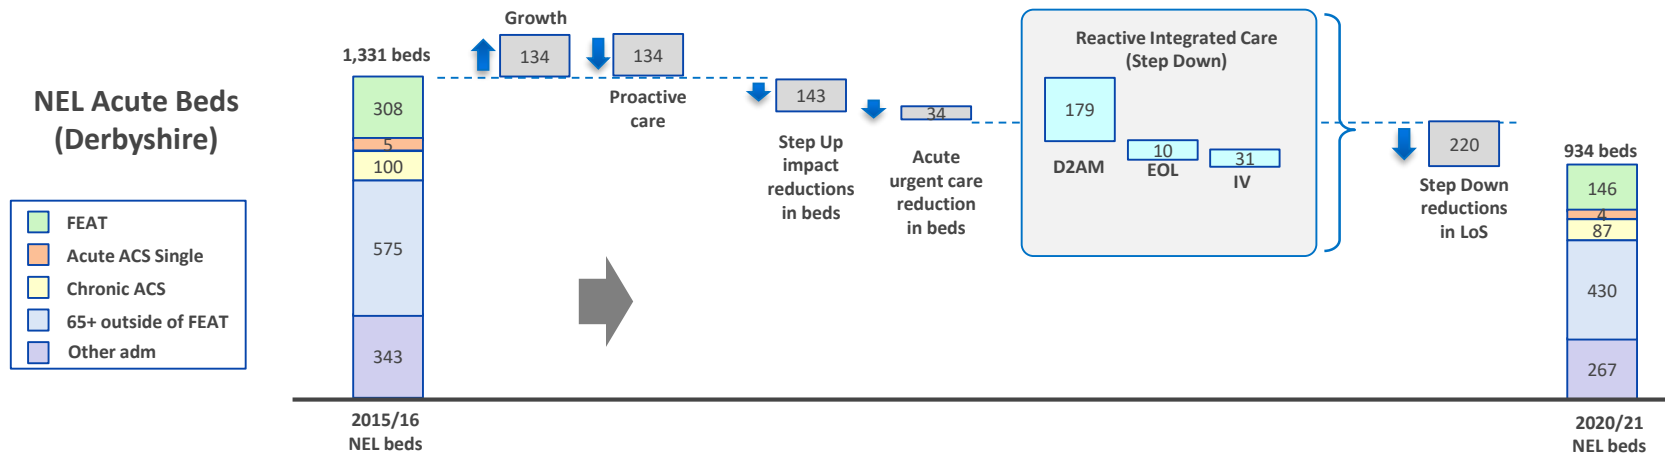 NEL Acute Beds
(Derbyshire)
FEAT
Acute ACS Single
Chronic ACS
65+ outside of FEAT
Other adm
1,331 beds
308
5
100
575
343
2015/16
NEL beds
Growth
134
134
Proactive
care
143
Step Up
impact
reductions
in beds
34
Acute
urgent care
reduction
in beds
Reactive Integrated Care
(Step Down)
179
D2AM
10
EOL
31
IV
220
Step Down
reductions
in LoS
934 beds
146
4
87
430
267
2020/21
NEL beds